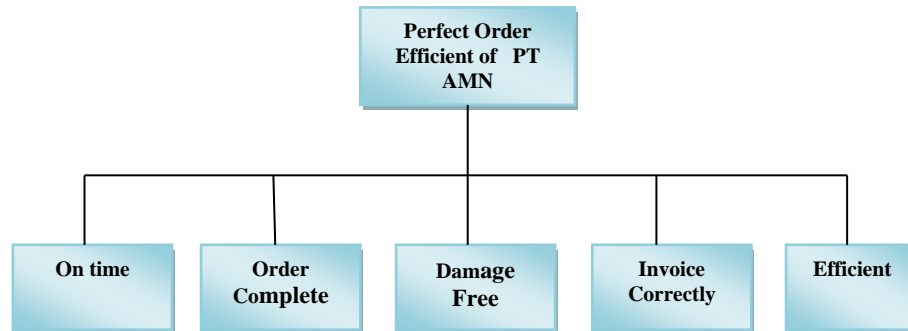 Perfect Order
Efficient of PT
AMN
On time
Order
Complete
Damage
Free
Invoice
Correctly
Efficient